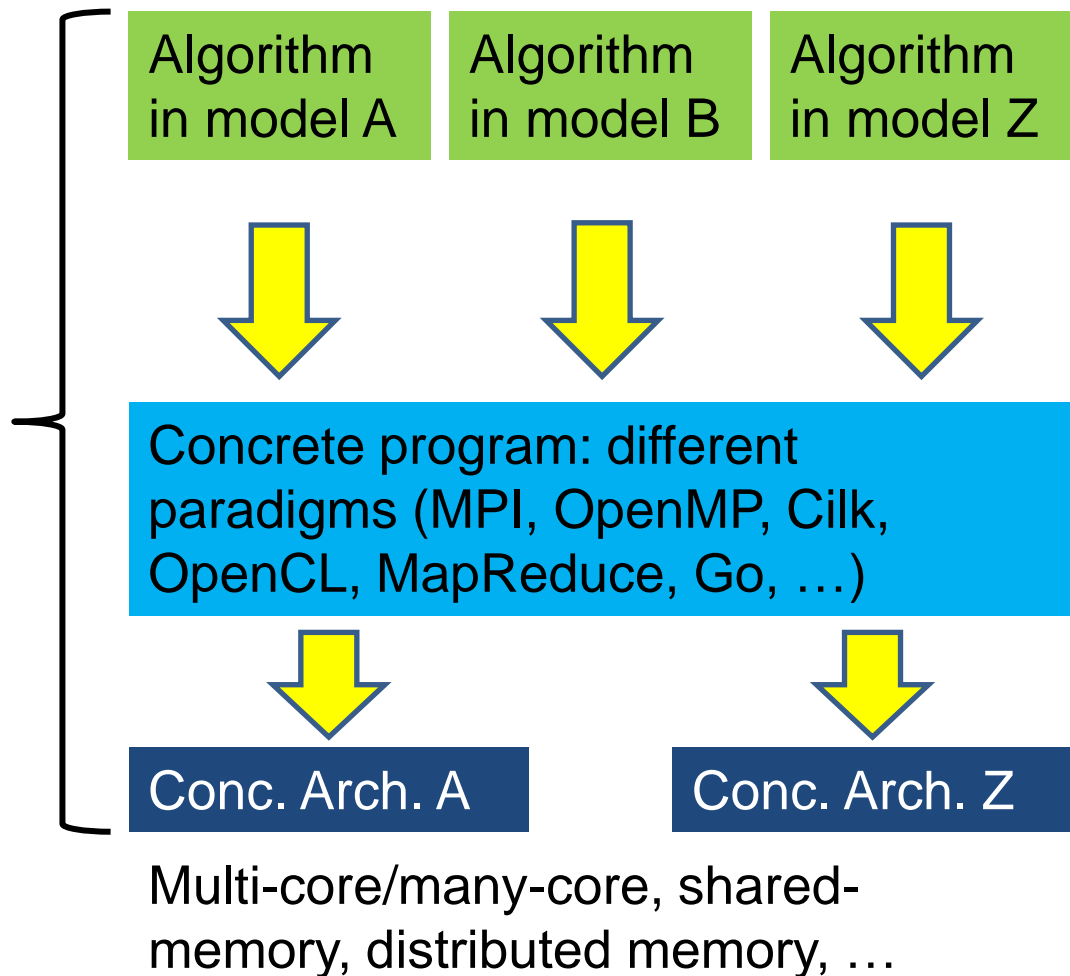 Algorithm
in model A
Algorithm
in model B
Algorithm
in model Z
Concrete program: different
paradigms (MPI, OpenMP, Cilk,
OpenCL, MapReduce, Go, …)
Conc. Arch. A
Conc. Arch. Z
Multi-core/many-core, shared-
memory, distributed memory, …